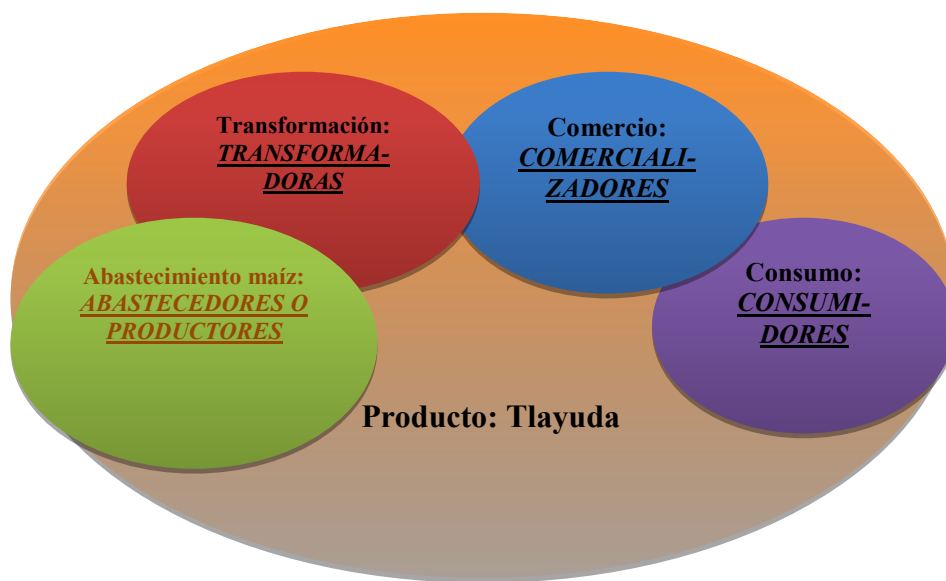 Transformación:
TRANSFORMA-
DORAS
Comercio:
COMERCIALI-
ZADORES
Abastecimiento maíz:
ABASTECEDORES O
PRODUCTORES
Consumo:
CONSUMI-
DORES
Producto: Tlayuda